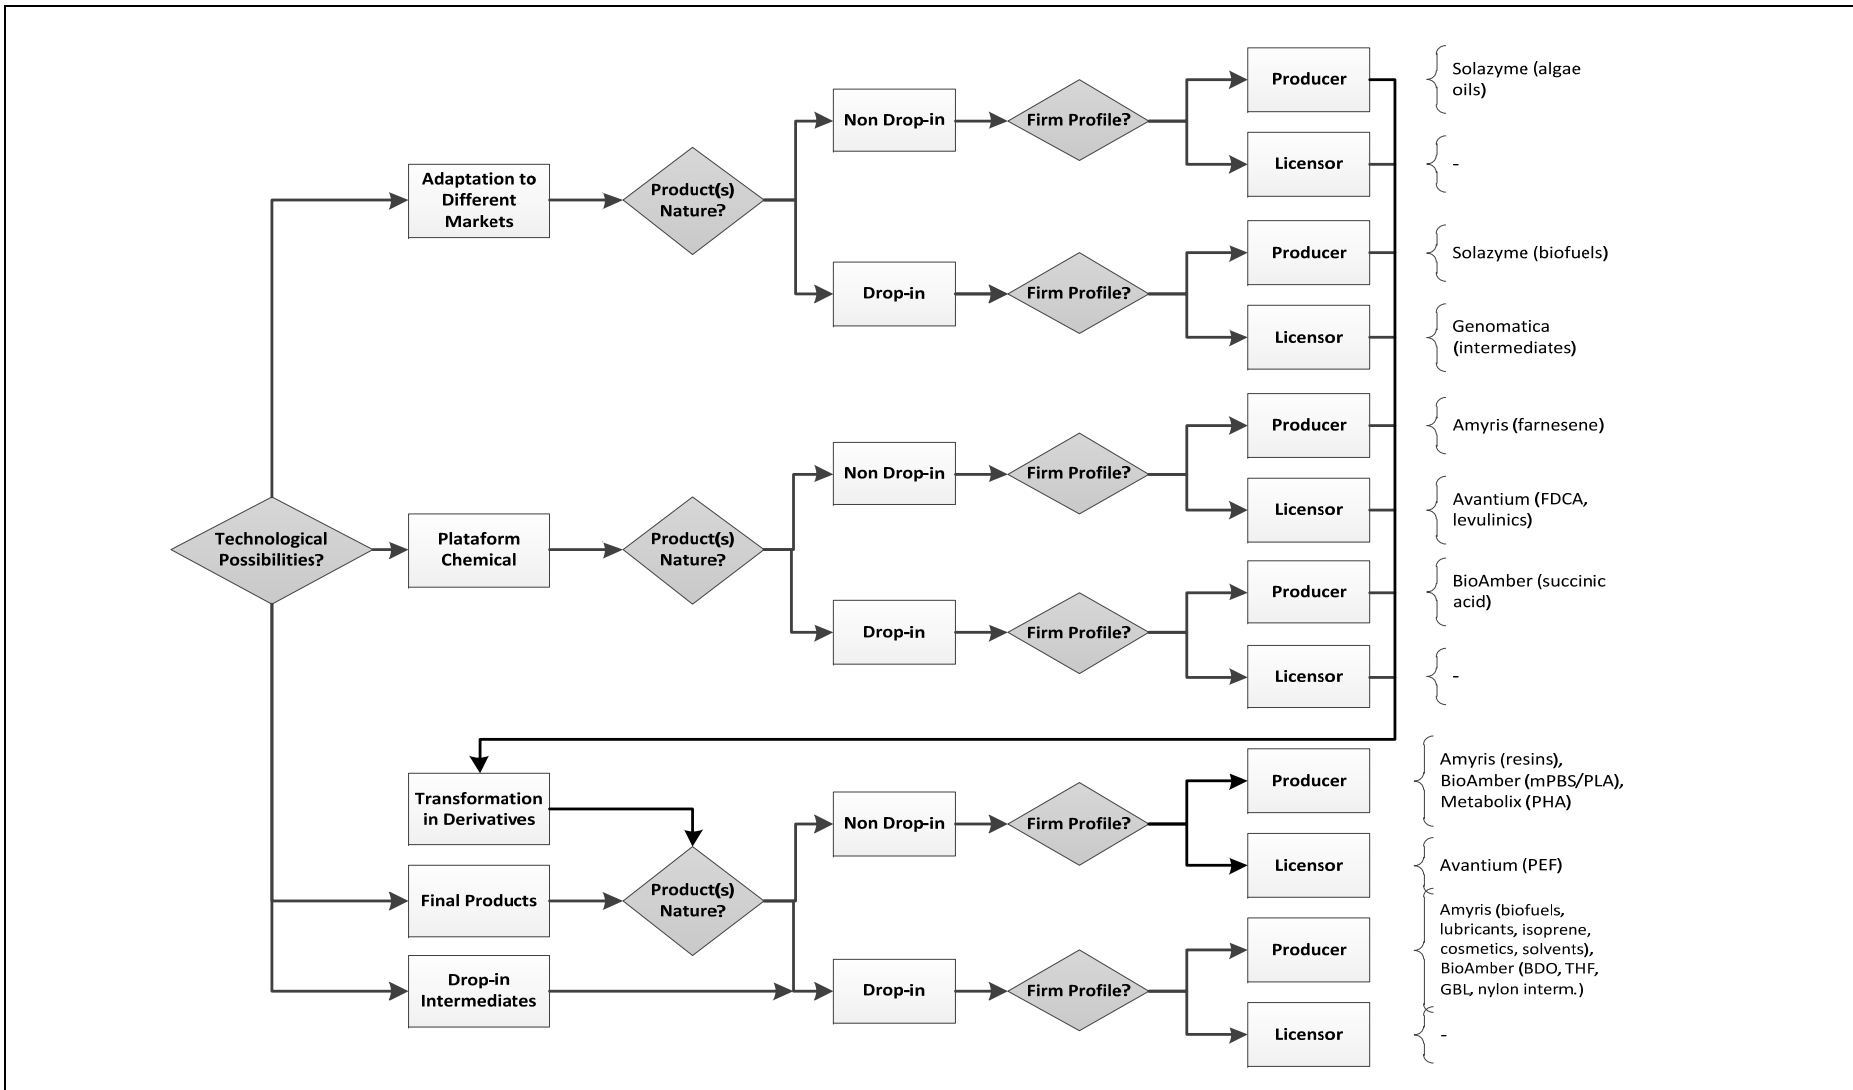 Technological
Possibilities?
Adaptation to
Different
Markets
Product(s)
Nature?
Non Drop-in
Firm Profile?
Producer
Solazyme (algae
oils)
Licensor
-
Drop-in
Firm Profile?
Producer
Solazyme (biofuels)
Licensor
Genomatica
(intermediates)
Plataform
Chemical
Product(s)
Nature?
Non Drop-in
Firm Profile?
Producer
Amyris (farnesene)
Licensor
Avantium (FDCA,
levulinics)
Drop-in
Firm Profile?
Producer
BioAmber (succinic
acid)
Licensor
-
Transformation
in Derivatives
Final Products
Drop-in
Intermediates
Product(s)
Nature?
Non Drop-in
Firm Profile?
Producer
Amyris (resins),
BioAmber (mPBS/PLA),
Metabolix (PHA)
Licensor
Avantium (PEF)
Drop-in
Firm Profile?
Producer
Amyris (biofuels,
lubricants, isoprene,
cosmetics, solvents),
BioAmber (BDO, THF,
GBL, nylon interm.)
Licensor
-